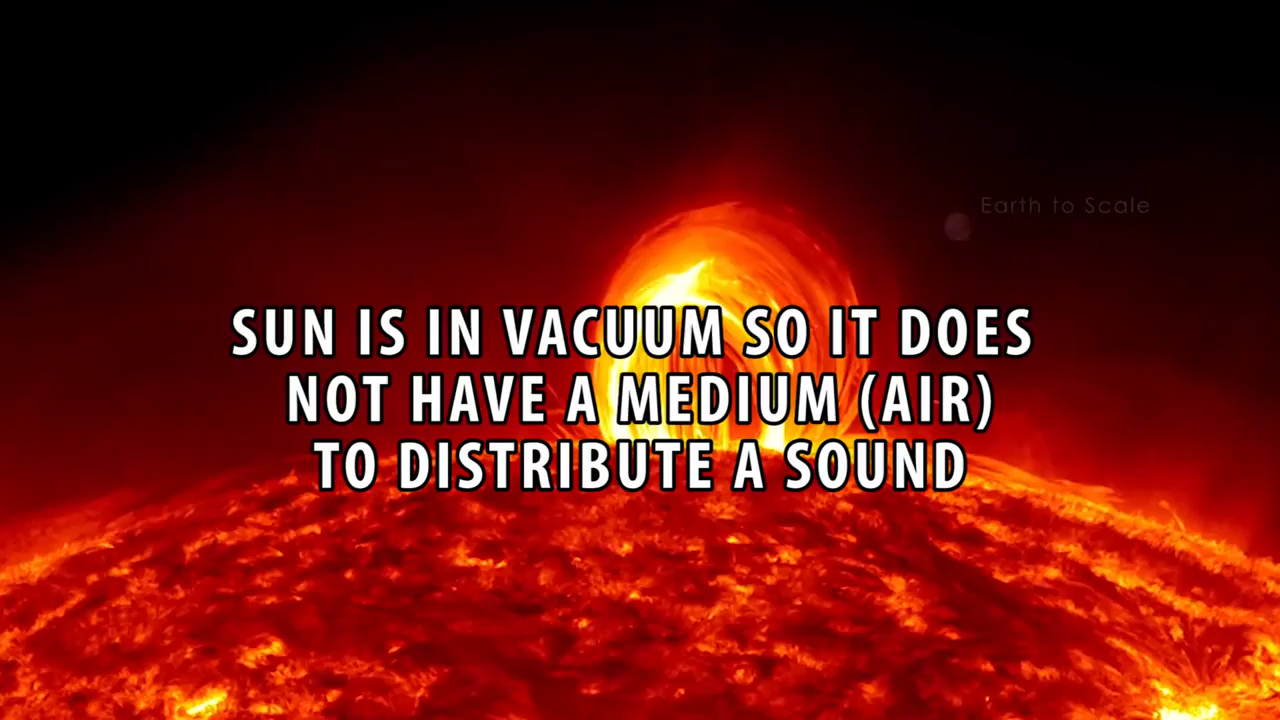 Earth to Scale
SUN IS IN VACUUM SO IT DOES
NOT HAVE A MEDIUM (AIR)
TO DISTRIBUTE A SOUND